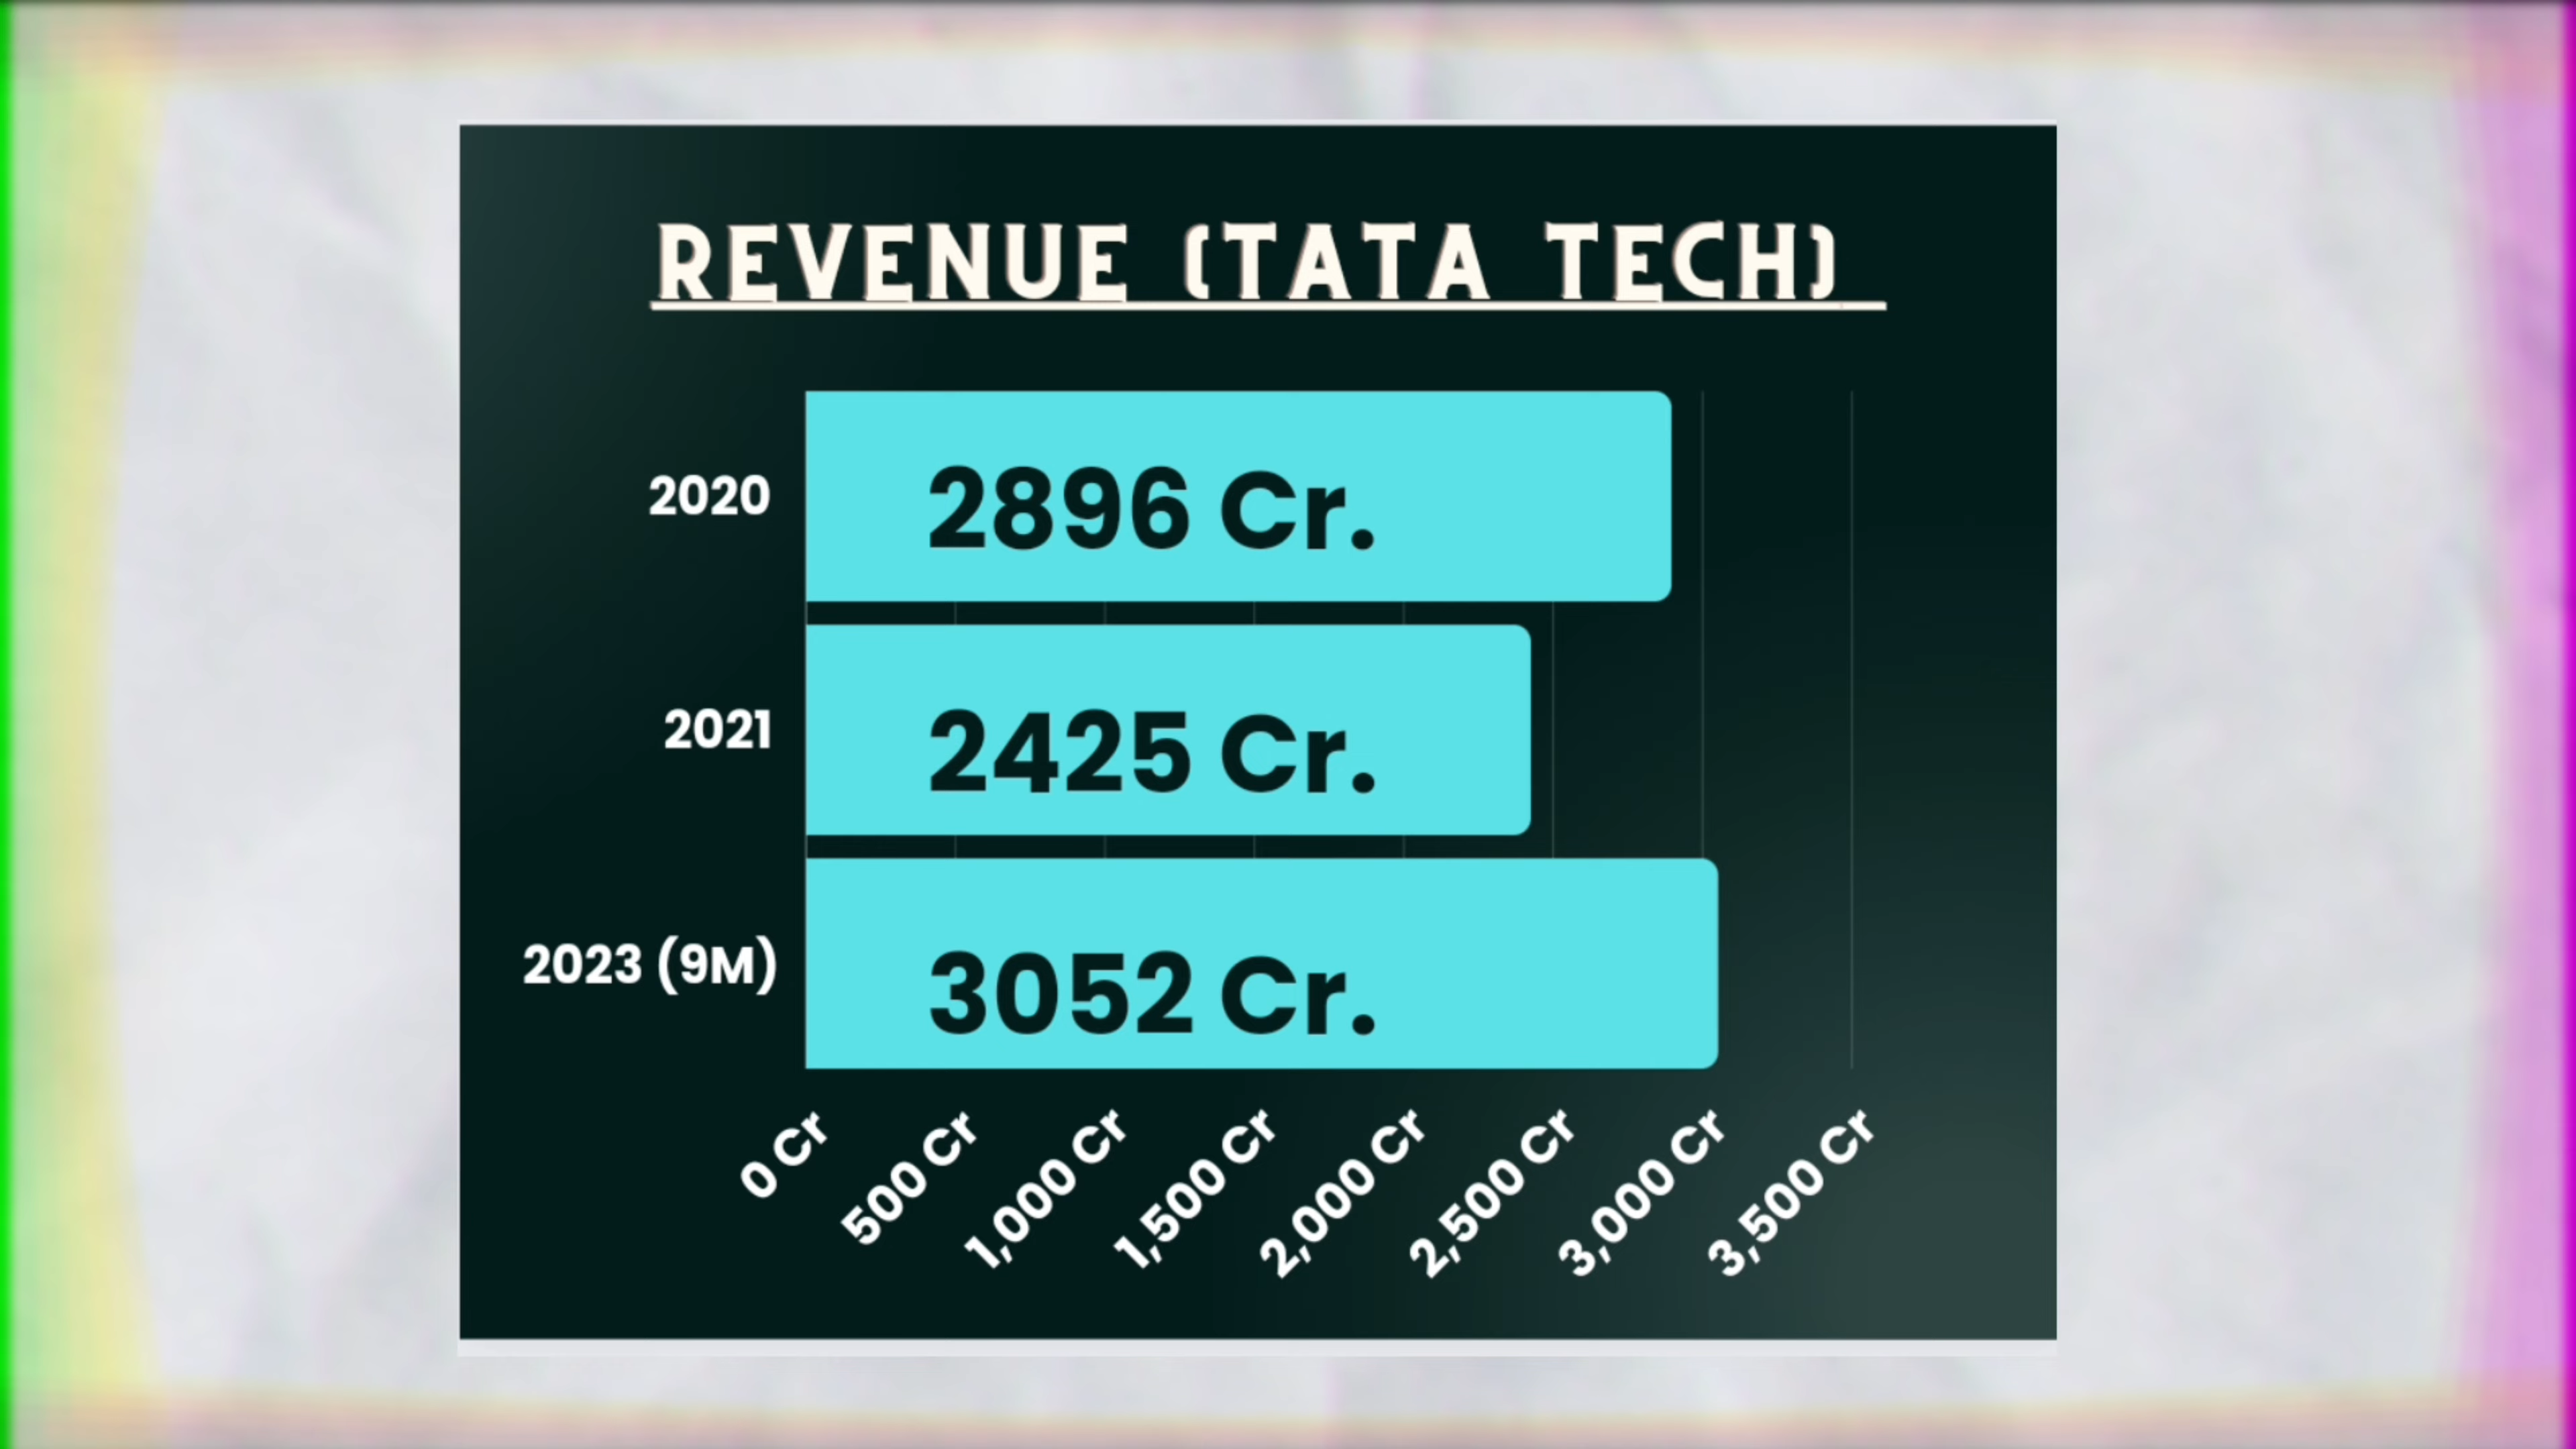 REVENUE (TATA TECH)
2020
2896 Cr.
2021
2425 Cr.
2023 (9M)
3052 Cr.
0 Cr
500 Cr
1,000 Cr
1,500 Cr
2,000 Cr
2,500 Cr
3,000 Cr
3,500 Cr